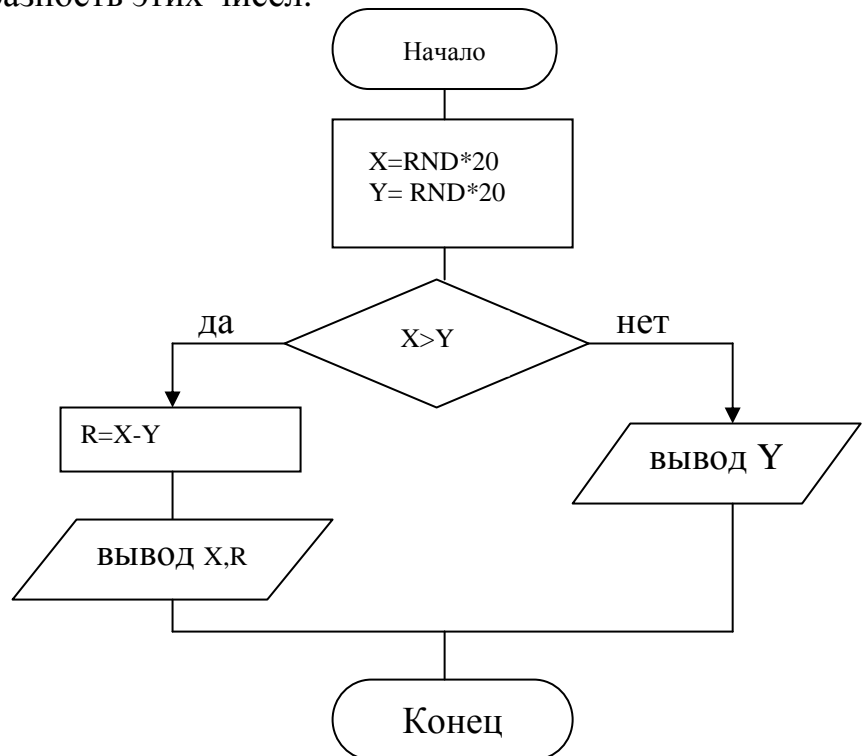 разность этих чисел.
Начало
X=RND*20
Y= RND*20
X>Y
да
нет
R=X-Y
вывод Y
вывод X,R
Конец